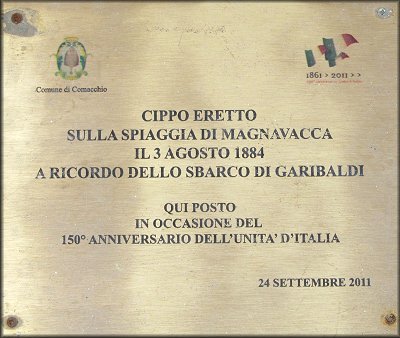 Comune di Comacchio
1861 > 2011 > >
CIPPO ERETTO
SULLA SPIAGGIA DI MAGNAVACCA
IL 3 AGOSTO 1884
A RICORDO DELLO SBARCO DI GARIBALDI
QUI POSTO
IN OCCASIONE DEL
150° ANNIVERSARIO DELL'UNITA' D'ITALIA
24 SETTEMBRE 2011